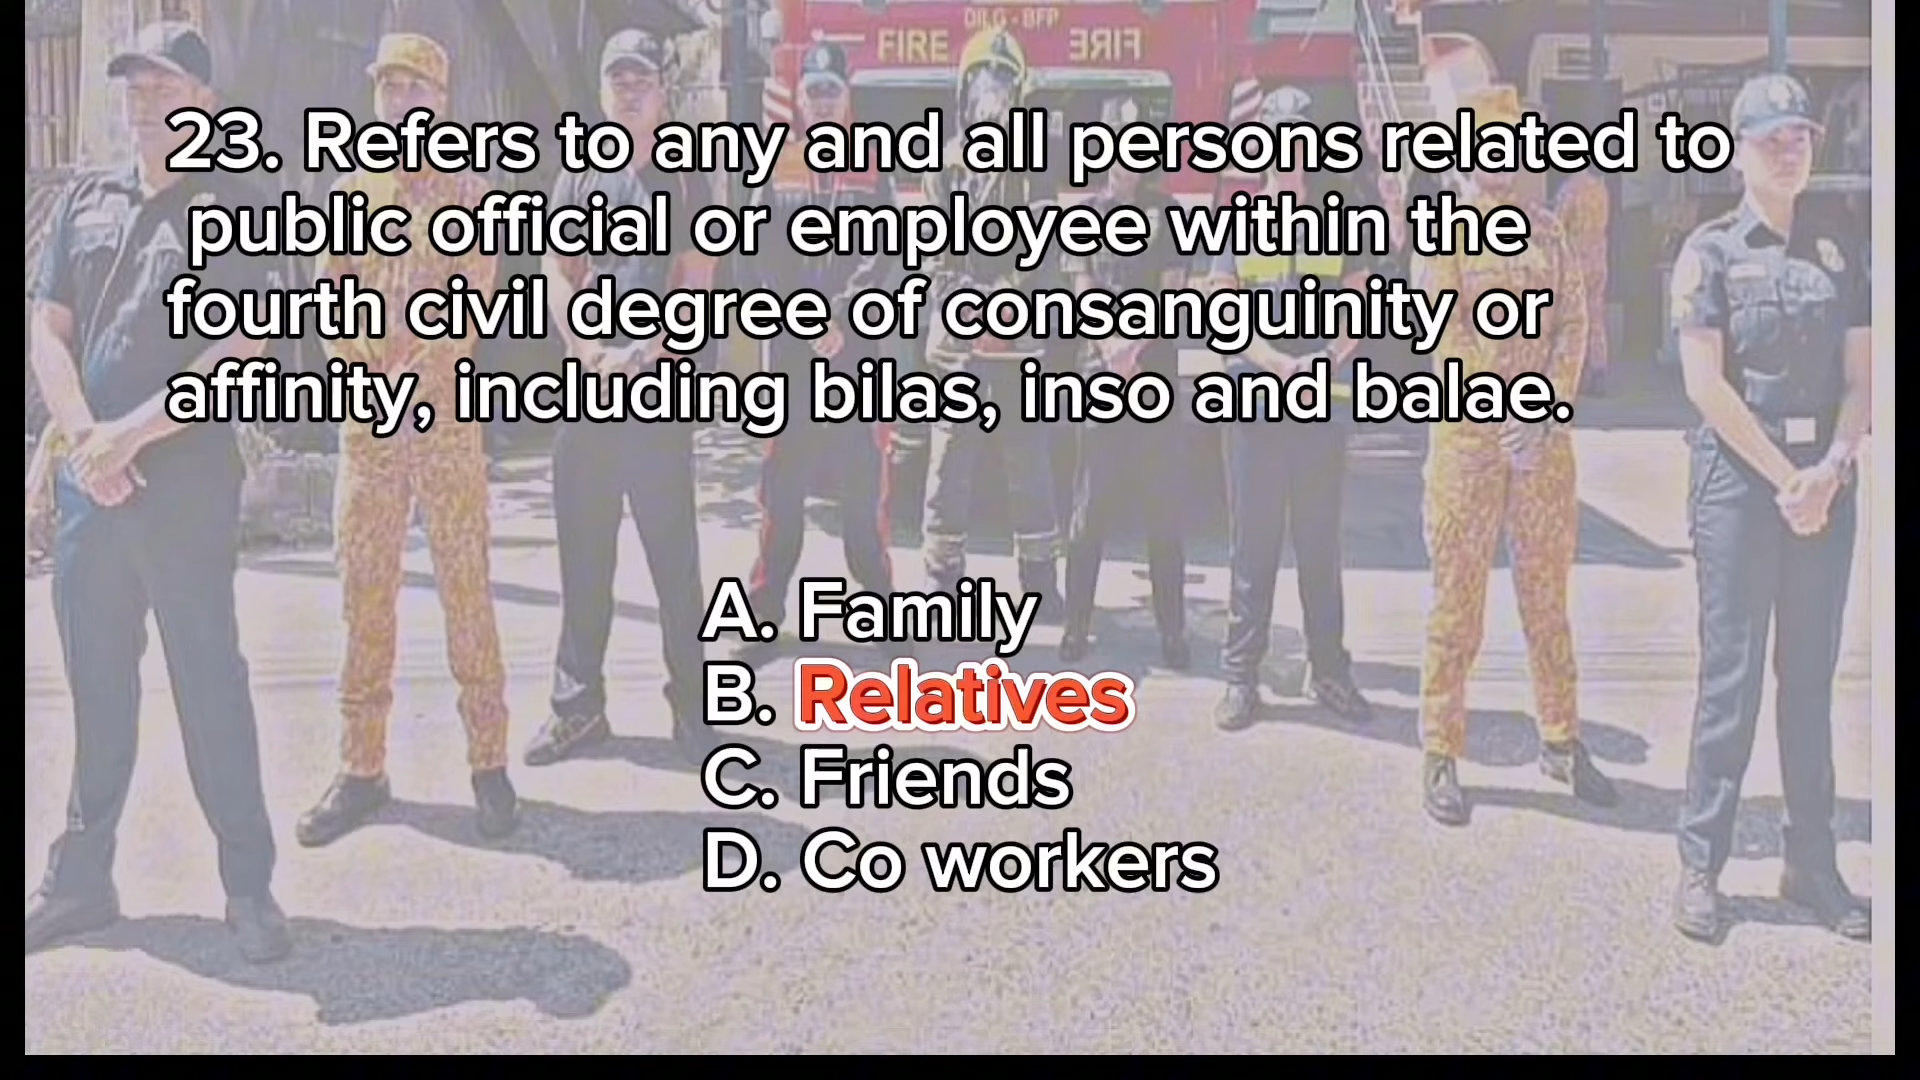 DILG - BFP
FIRE FIRE
23. Refers to any and all persons related to
public official or employee within the
fourth civil degree of consanguinity or
affinity, including bilas, inso and balae.
A. Family
B. Relatives
C. Friends
D. Co workers